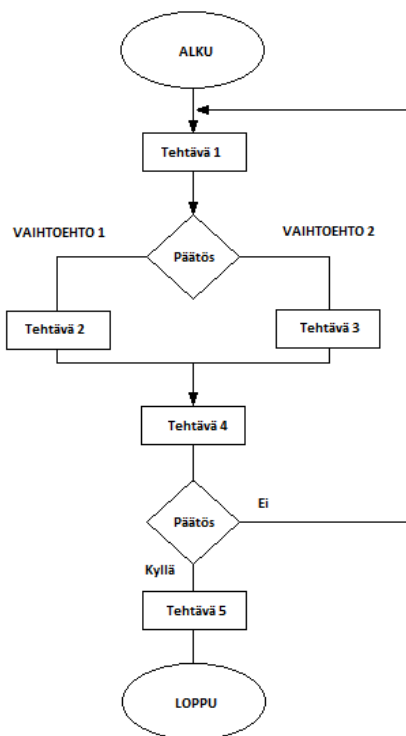 ALKU
Tehtävä 1
VAIHTOEHTO 1
VAIHTOEHTO 2
Päätös
Tehtävä 2
Tehtävä 3
Tehtävä 4
Ei
Päätös
Kyllä
Tehtävä 5
LOPPU